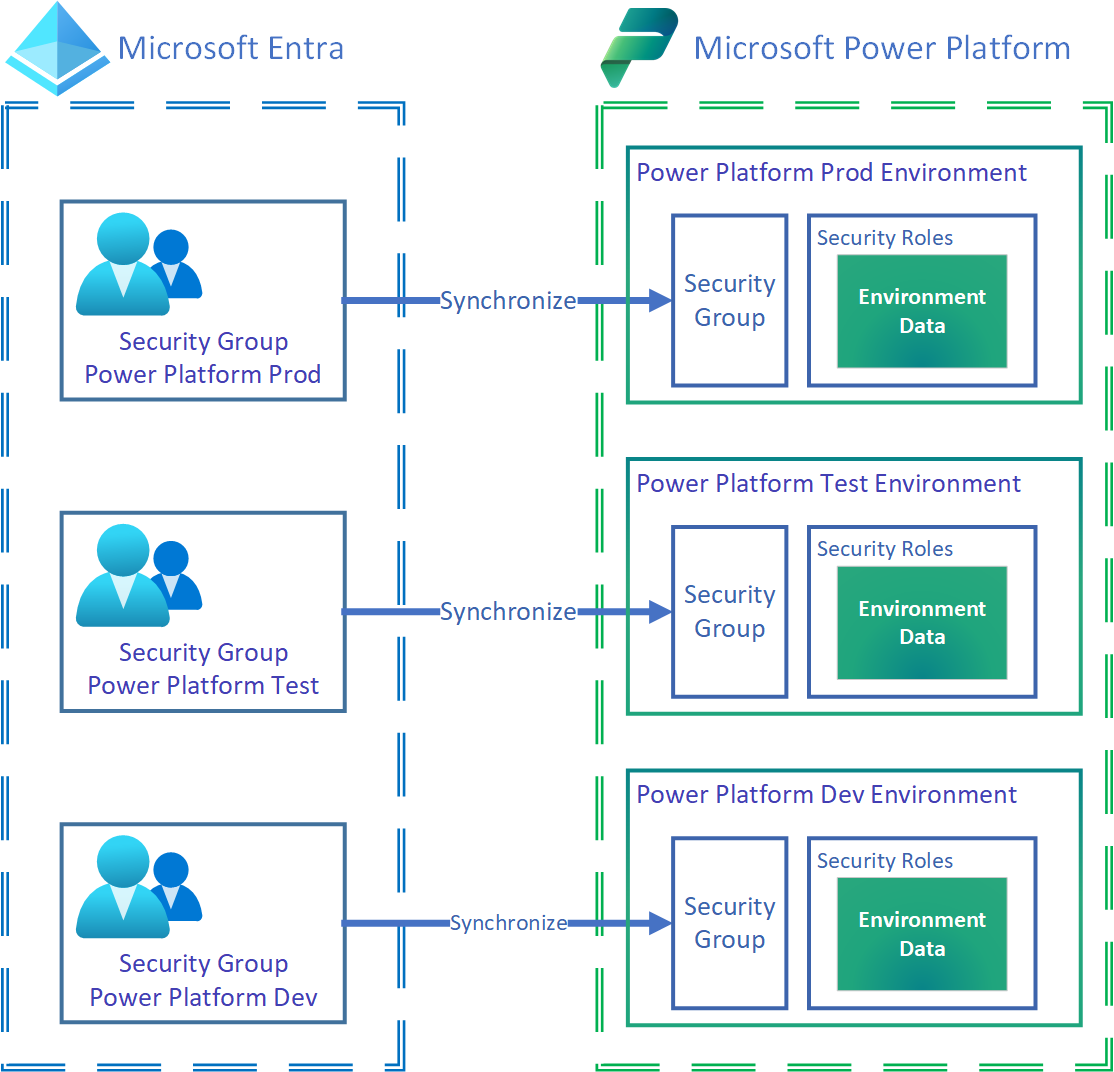 Microsoft Entra
Microsoft Power Platform
Power Platform Prod Environment
Security Group
Power Platform Prod
Synchronize
Security
Group
Security Roles
Environment
Data
Power Platform Test Environment
Security Group
Power Platform Test
Synchronize
Security
Group
Security Roles
Environment
Data
Power Platform Dev Environment
Security Group
Power Platform Dev
Synchronize
Security
Group
Security Roles
Environment
Data